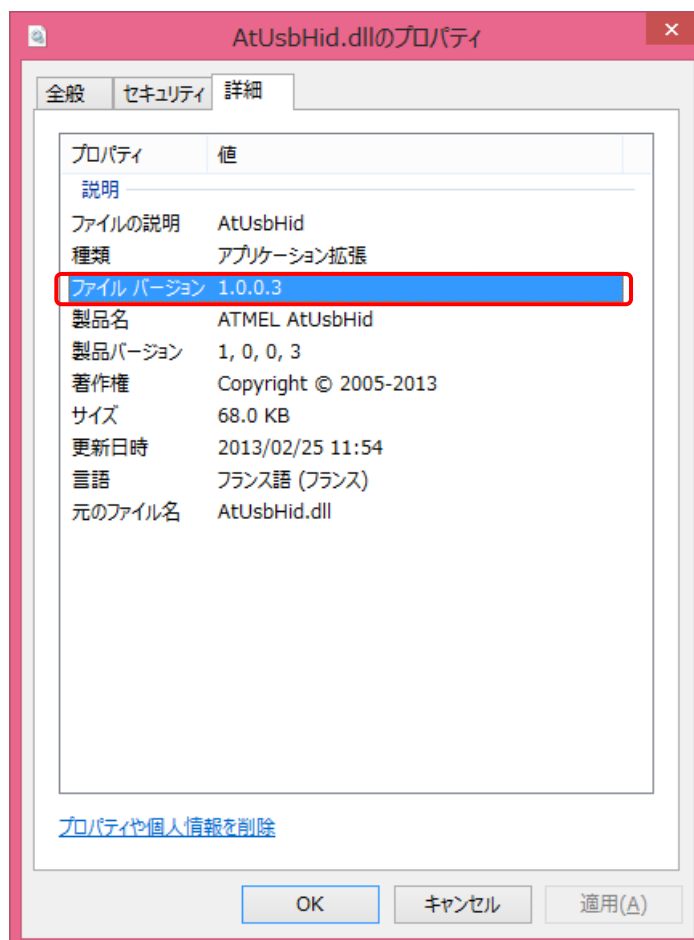 AtUsbHid.dllのプロパティ
全般 セキュリティ 詳細
プロパティ 値
説明
ファイルの説明 AtUsbHid
種類 アプリケーション拡張
ファイル バージョン 1.0.0.3
製品名 ATMEL AtUsbHid
製品バージョン 1, 0, 0, 3
著作権 Copyright © 2005-2013
サイズ 68.0 KB
更新日時 2013/02/25 11:54
言語 フランス語 (フランス)
元のファイル名 AtUsbHid.dll
プロパティや個人情報を削除
OK キャンセル 適用(A)